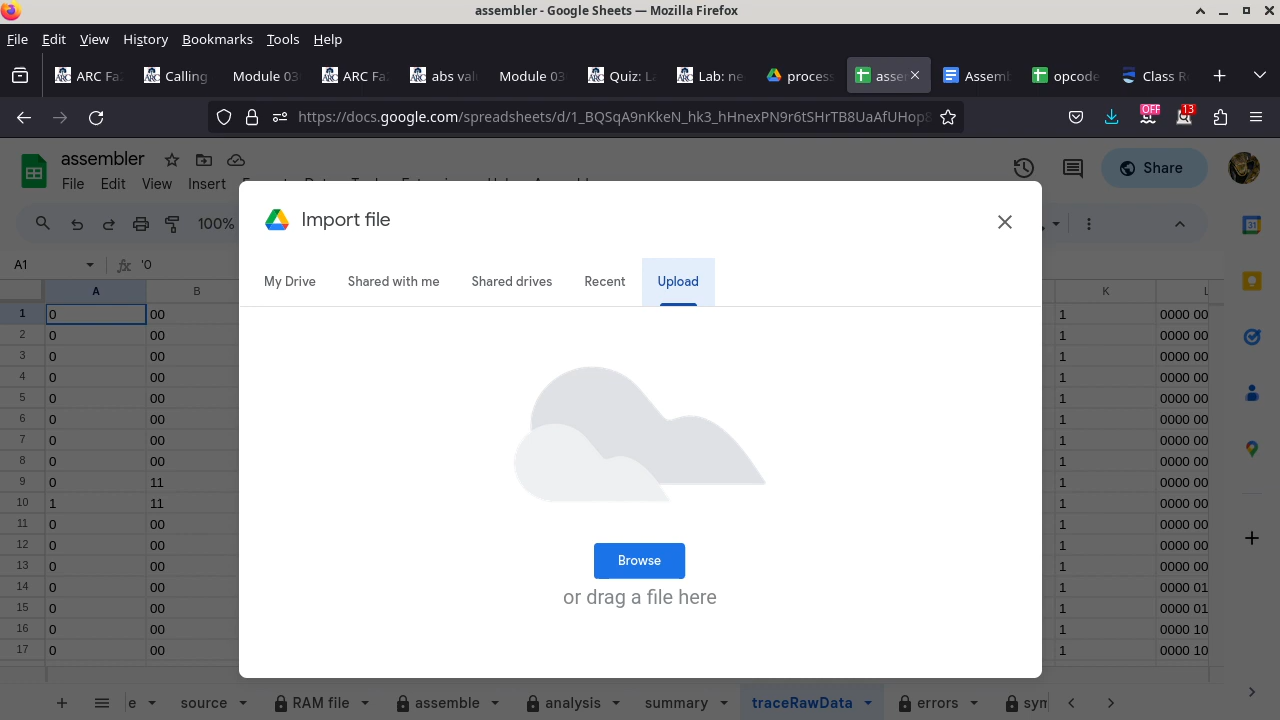 assembler - Google Sheets — Mozilla Firefox
File Edit View History Bookmarks Tools Help
ARC Fa Calling Module 03 ARC Fa abs val Module 03 Quiz: L Lab: ne process asse Assemb opcode Class R
https://docs.google.com/spreadsheets/d/1_BQSqA9nKkeN_hk3_hHnexPN9r6tSHrTB8UaAfUHop8
OFF 13
assembler
File Edit View Insert
Share
100%
A1 '0
A B K L
1 0 00 1 0000 00
2 0 00 1 0000 00
3 0 00 1 0000 00
4 0 00 1 0000 00
5 0 00 1 0000 00
6 0 00 1 0000 00
7 0 00 1 0000 00
8 0 00 1 0000 00
9 0 11 1 0000 00
10 1 11 1 0000 00
11 0 00 1 0000 00
12 0 00 1 0000 00
13 0 00 1 0000 00
14 0 00 1 0000 01
15 0 00 1 0000 01
16 0 00 1 0000 10
17 0 00 1 0000 10
Import file
My Drive Shared with me Shared drives Recent Upload
Browse
or drag a file here
31
e source RAM file assemble analysis summary traceRawData errors sym